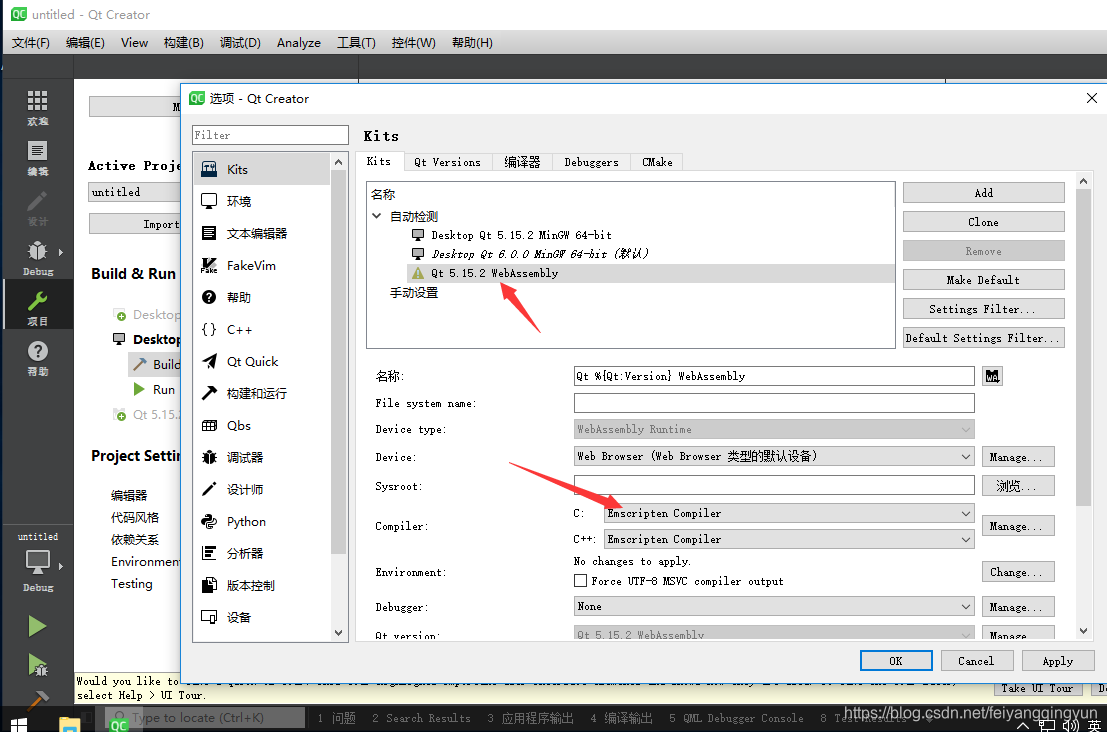 untitled - Qt Creator
文件(F) 编辑(E) View 构建(B) 调试(D) Analyze 工具(T) 控件(W) 帮助(H)
选项 - Qt Creator
欢迎
编辑
设计
Debug
项目
帮助
untitled
Debug
M
Active Proje
untitled
Import
Build & Run
Desktop
Desktop
Build
Run
Qt 5.15.2
Project Settin
编辑器
代码风格
依赖关系
Environmen
Testing
Filter
Kits
环境
文本编辑器
FakeVim
帮助
C++
Qt Quick
构建和运行
Qbs
调试器
设计师
Python
分析器
版本控制
设备
Kits
Kits Qt Versions 编译器 Debuggers CMake
名称
自动检测
Desktop Qt 5.15.2 MinGW 64-bit
Desktop Qt 6.0.0 MinGW 64-bit (默认)
Qt 5.15.2 WebAssembly
手动设置
Add
Clone
Remove
Make Default
Settings Filter...
Default Settings Filter...
名称: Qt %{Qt:Version} WebAssembly
File system name:
Device type: WebAssembly Runtime
Device: Web Browser (Web Browser 类型的默认设备) Manage...
Sysroot: 浏览...
Compiler: C: Emscripten Compiler Manage...
C++: Emscripten Compiler
Environment: No changes to apply. Change...
Force UTF-8 MSVC compiler output
Debugger: None Manage...
Qt version: Qt 5.15.2 WebAssembly Manage...
OK Cancel Apply
Would you like to
select Help > UI Tour.
Take UI Tour
Type to locate (Ctrl+K) 1 问题 2 Search Results 3 应用程序输出 4 编译输出 5 QML Debugger Console 8 Test Results
https://blog.csdn.net/feiyangqingyun
英